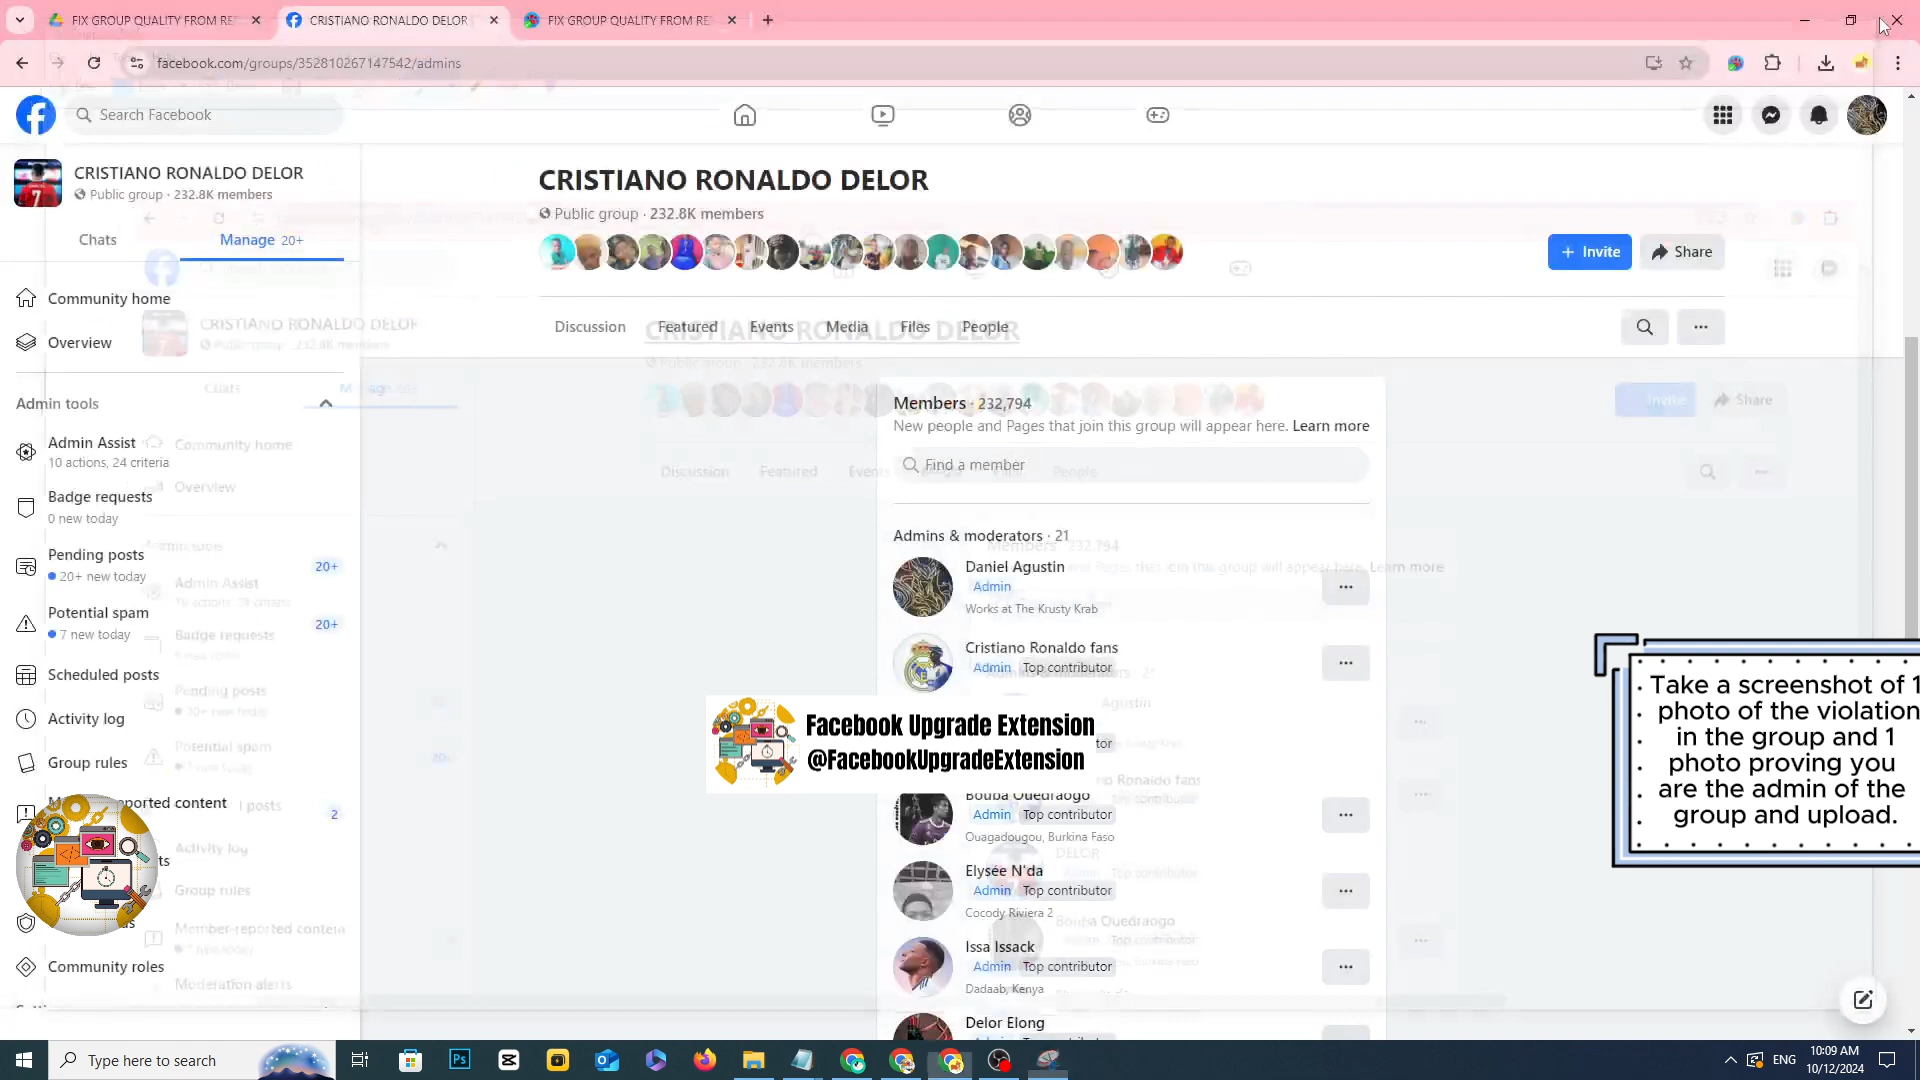 FIX GROUP QUALITY FROM RE
CRISTIANO RONALDO DELOR
FIX GROUP QUALITY FROM RE
facebook.com/groups/352810267147542/admins
Search Facebook
CRISTIANO RONALDO DELOR
Public group · 232.8K members
Chats
Manage 20+
Community home
Overview
Admin tools
Admin Assist
10 actions, 24 criteria
Badge requests
0 new today
Pending posts
20+ new today
20+
Potential spam
7 new today
20+
Scheduled posts
Activity log
Group rules
ported content
2
Community roles
CRISTIANO RONALDO DELOR
Public group · 232.8K members
Invite
Share
Discussion
Featured
Events
Media
Files
People
Members · 232,794
New people and Pages that join this group will appear here. Learn more
Find a member
Admins & moderators · 21
Daniel Agustin
Admin
Works at The Krusty Krab
Cristiano Ronaldo fans
Admin Top contributor
Facebook Upgrade Extension
@FacebookUpgradeExtension
Bouba Ouedraogo
Admin Top contributor
Ouagadougou, Burkina Faso
Elysée N'da
Admin Top contributor
Cocody Riviera 2
Issa Issack
Admin Top contributor
Dadaab, Kenya
Delor Elong
Take a screenshot of 1
photo of the violation
in the group and 1
photo proving you
are the admin of the
group and upload.
Type here to search
ENG
10:09 AM
10/12/2024